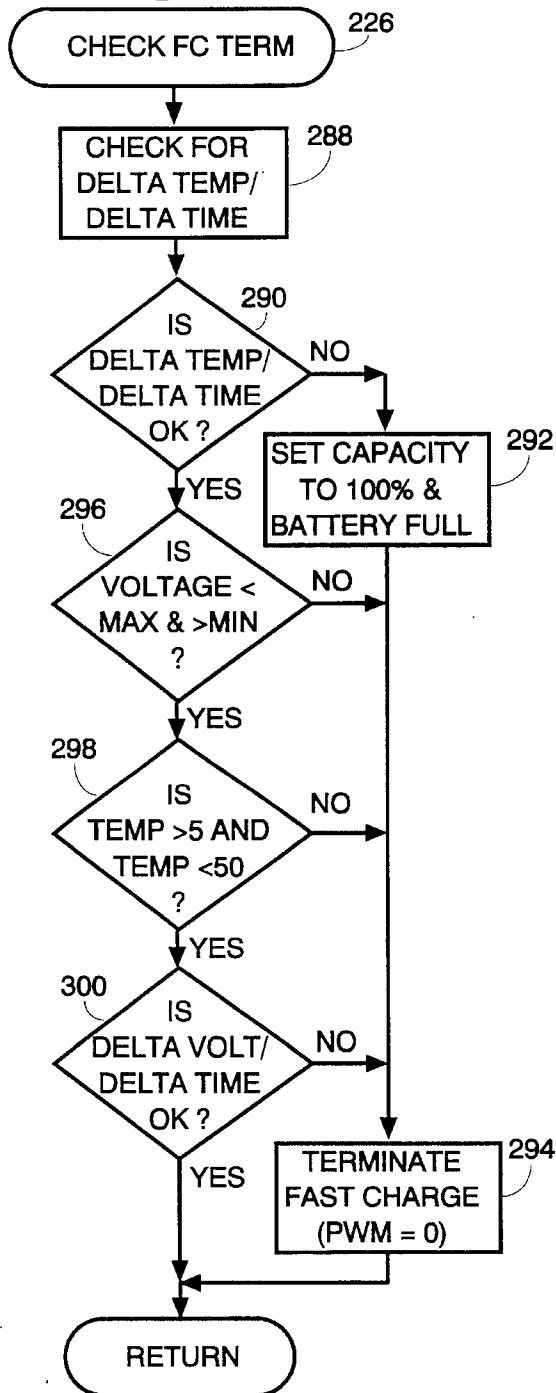 CHECK FC TERM
226
CHECK FOR
DELTA TEMP/
DELTA TIME
288
290
IS
DELTA TEMP/
DELTA TIME
OK ?
NO
YES
SET CAPACITY
TO 100% &
BATTERY FULL
292
296
IS
VOLTAGE <
MAX & >MIN
?
NO
YES
298
IS
TEMP >5 AND
TEMP <50
?
NO
YES
300
IS
DELTA VOLT/
DELTA TIME
OK ?
NO
YES
TERMINATE
FAST CHARGE
(PWM = 0)
294
RETURN